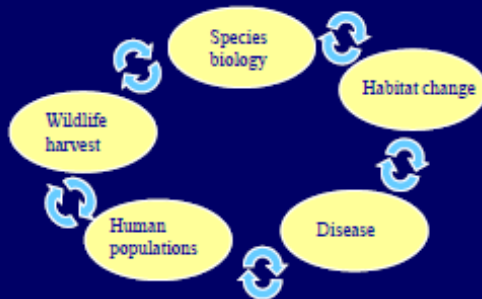 Species
biology
Habitat change
Wildlife
harvest
Human
populations
Disease